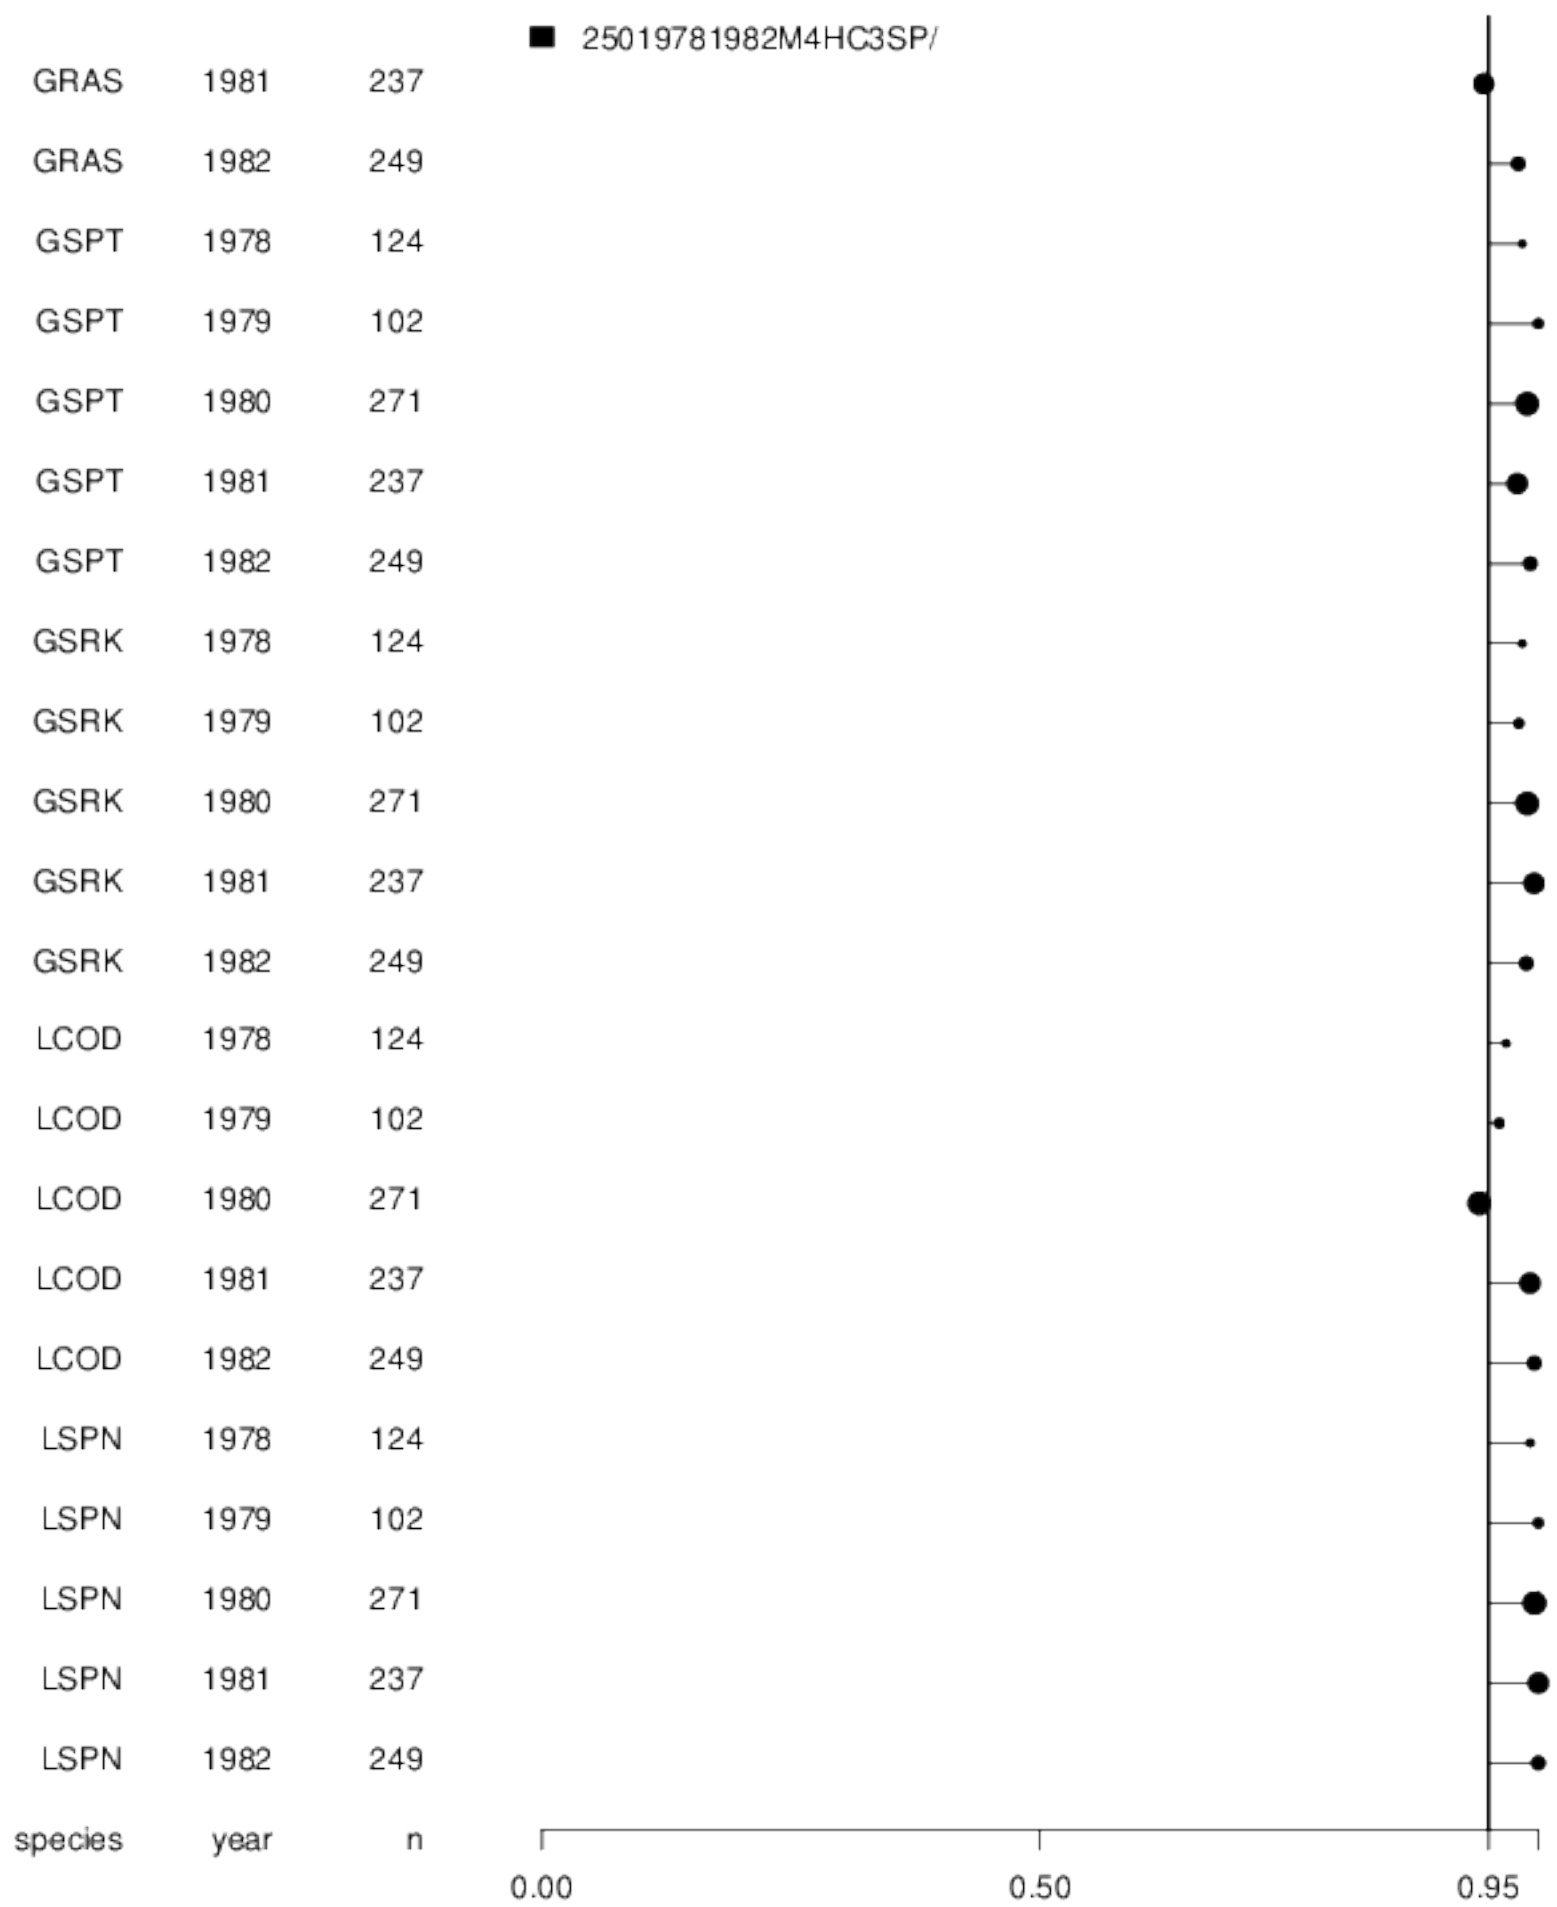 25019781982M4HC3SP/
GRAS 1981 237
GRAS 1982 249
GSPT 1978 124
GSPT 1979 102
GSPT 1980 271
GSPT 1981 237
GSPT 1982 249
GSRK 1978 124
GSRK 1979 102
GSRK 1980 271
GSRK 1981 237
GSRK 1982 249
LCOD 1978 124
LCOD 1979 102
LCOD 1980 271
LCOD 1981 237
LCOD 1982 249
LSPN 1978 124
LSPN 1979 102
LSPN 1980 271
LSPN 1981 237
LSPN 1982 249
species year n
0.00 0.50 0.95